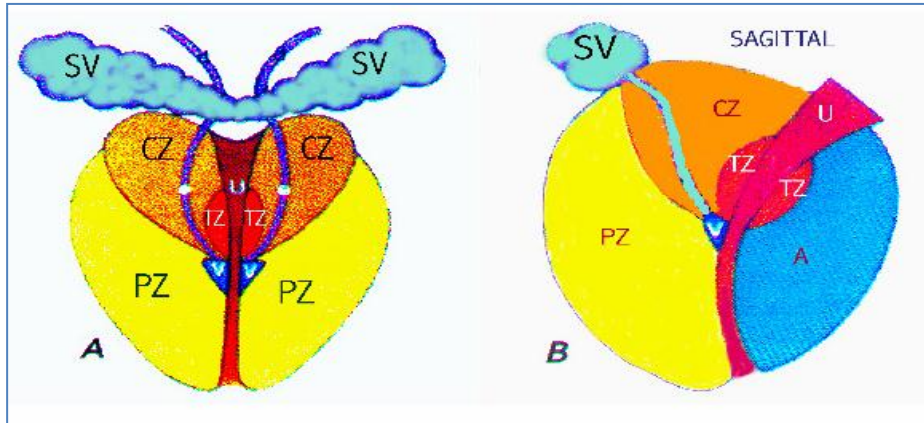 SV SV
CZ CZ
U
TZ TZ
V V
PZ PZ
A
SV SAGITTAL
CZ U
TZ
TZ
V
PZ A
B